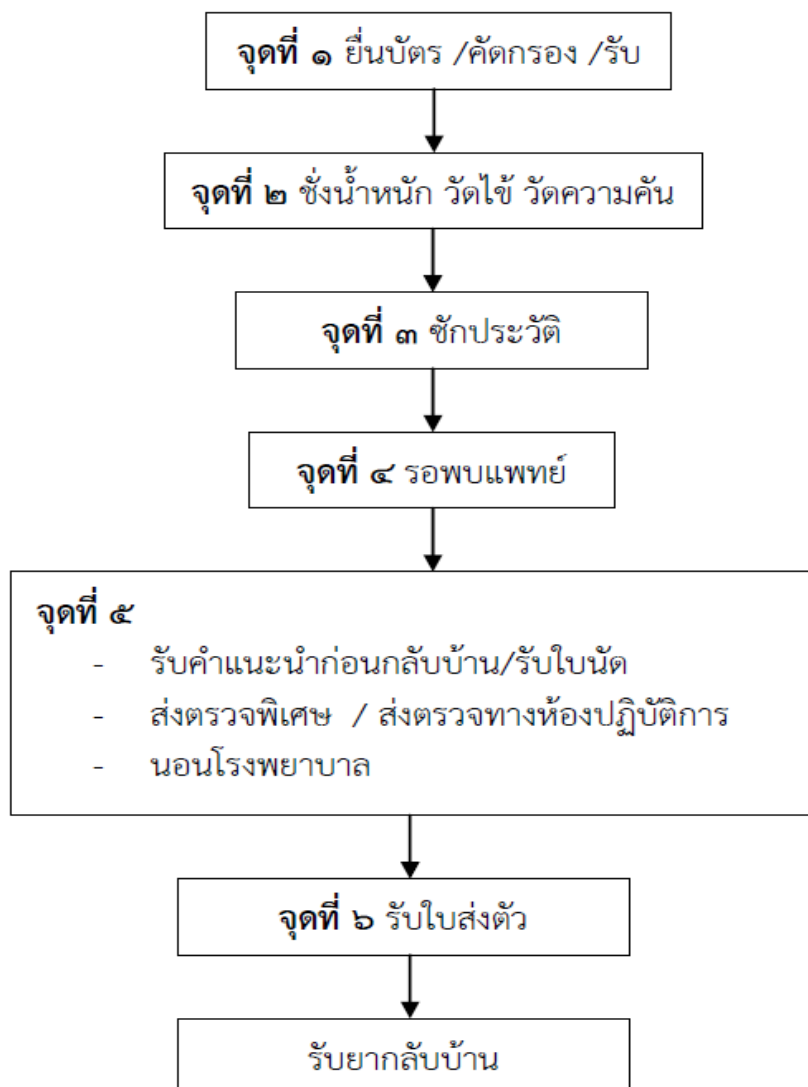 จุดที่ ๑ ยื่นบัตร /คัดกรอง /รับ
จุดที่ ๒ ชั่งน้ำหนัก วัดไข้ วัดความคัน
จุดที่ ๓ ซักประวัติ
จุดที่ ๔ รอพบแพทย์
จุดที่ ๕
- รับคำแนะนำก่อนกลับบ้าน/รับใบนัด
- ส่งตรวจพิเศษ / ส่งตรวจทางห้องปฏิบัติการ
- นอนโรงพยาบาล
จุดที่ ๖ รับใบส่งตัว
รับยากลับบ้าน